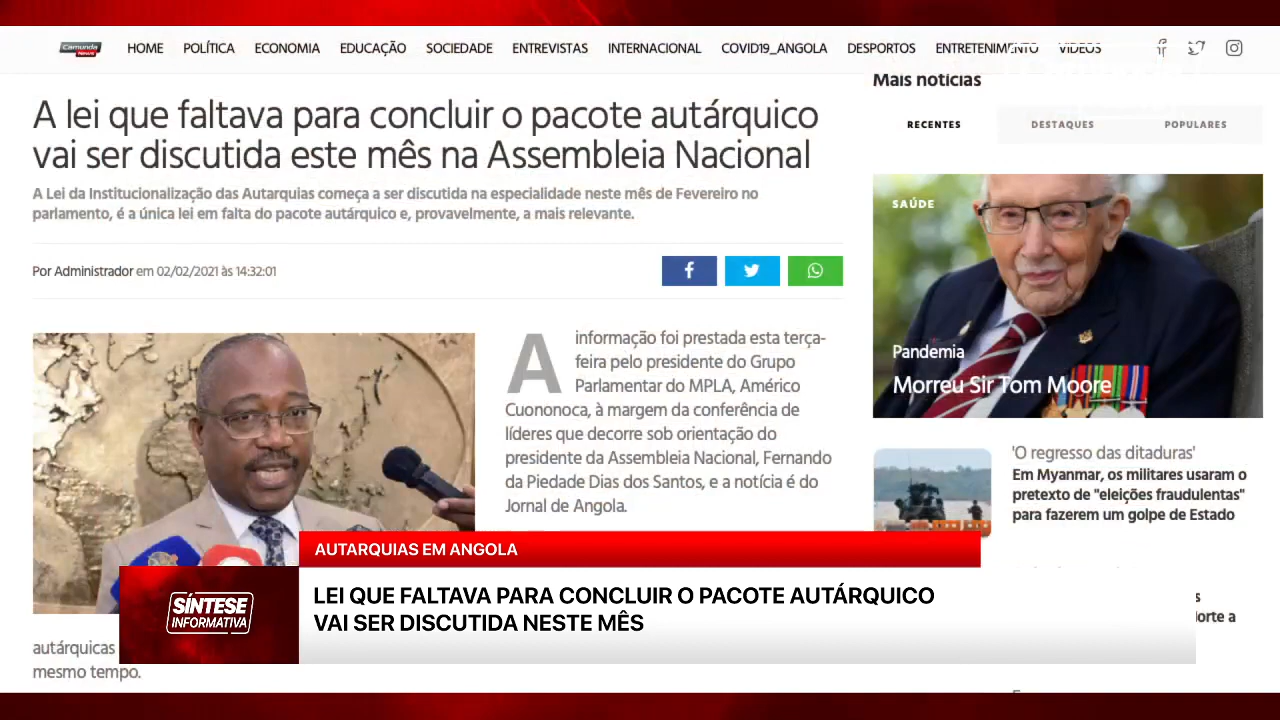 Camunda
News
HOME
POLÍTICA
ECONOMIA
EDUCAÇÃO
SOCIEDADE
ENTREVISTAS
INTERNACIONAL
COVID19_ANGOLA
DESPORTOS
ENTRETENIMENTO
VIDEOS
A lei que faltava para concluir o pacote autárquico
vai ser discutida este mês na Assembleia Nacional
A Lei da Institucionalização das Autarquias começa a ser discutida na especialidade neste mês de Fevereiro no
parlamento, é a única lei em falta do pacote autárquico e, provavelmente, a mais relevante.
Por Administrador em 02/02/2021 às 14:32:01
A informação foi prestada esta terça-
feira pelo presidente do Grupo
Parlamentar do MPLA, Américo
Cuononoca, à margem da conferência de
líderes que decorre sob orientação do
presidente da Assembleia Nacional, Fernando
da Piedade Dias dos Santos, e a notícia é do
Jornal de Angola.
autárquicas
mesmo tempo.
Mais notícias
RECENTES
DESTAQUES
POPULARES
SAÚDE
Pandemia
Morreu Sir Tom Moore
'O regresso das ditaduras'
Em Myanmar, os militares usaram o
pretexto de "eleições fraudulentas"
para fazerem um golpe de Estado
AUTARQUIAS EM ANGOLA
SÍNTESE
INFORMATIVA
LEI QUE FALTAVA PARA CONCLUIR O PACOTE AUTÁRQUICO
VAI SER DISCUTIDA NESTE MÊS